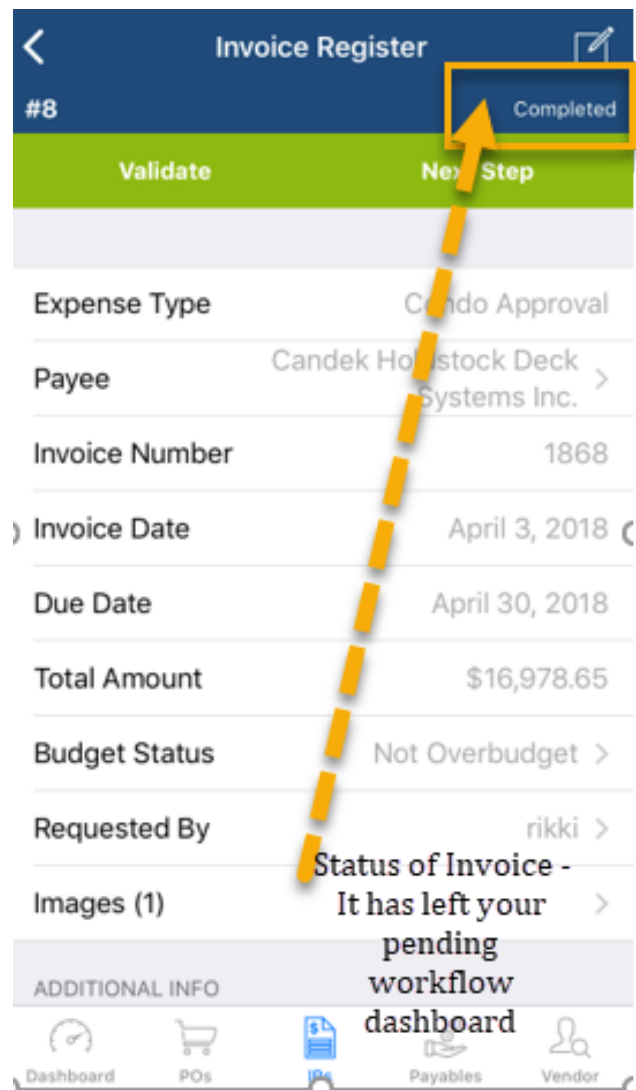 Invoice Register
#8 Completed
Validate Next Step
Expense Type Condo Approval
Payee Candek Holdstock Deck
Systems Inc.
Invoice Number 1868
Invoice Date April 3, 2018
Due Date April 30, 2018
Total Amount $16,978.65
Budget Status Not Overbudget
Requested By rikki
Images (1)
Status of Invoice -
It has left your
pending
workflow
dashboard
ADDITIONAL INFO
Dashboard POs IRs Payables Vendor